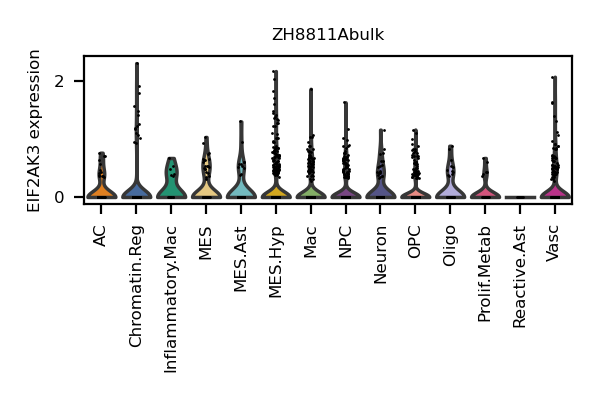 ZH8811Abulk
EIF2AK3 expression
2
0
AC
Chromatin.Reg
Inflammatory.Mac
MES
MES.Ast
MES.Hyp
Mac
NPC
Neuron
OPC
Oligo
Prolif.Metab
Reactive.Ast
Vasc